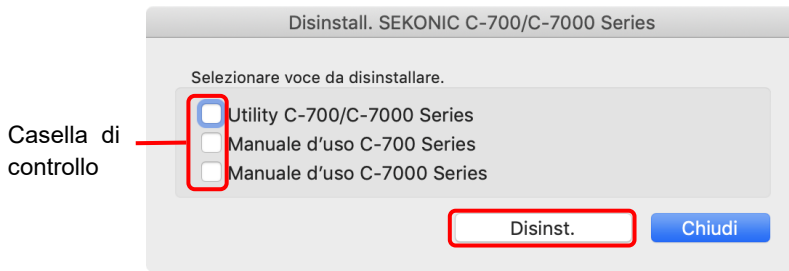 Disinstall. SEKONIC C-700/C-7000 Series
Selezionare voce da disinstallare.
Utility C-700/C-7000 Series
Manuale d'uso C-700 Series
Manuale d'uso C-7000 Series
Casella di
controllo
Disinst.
Chiudi